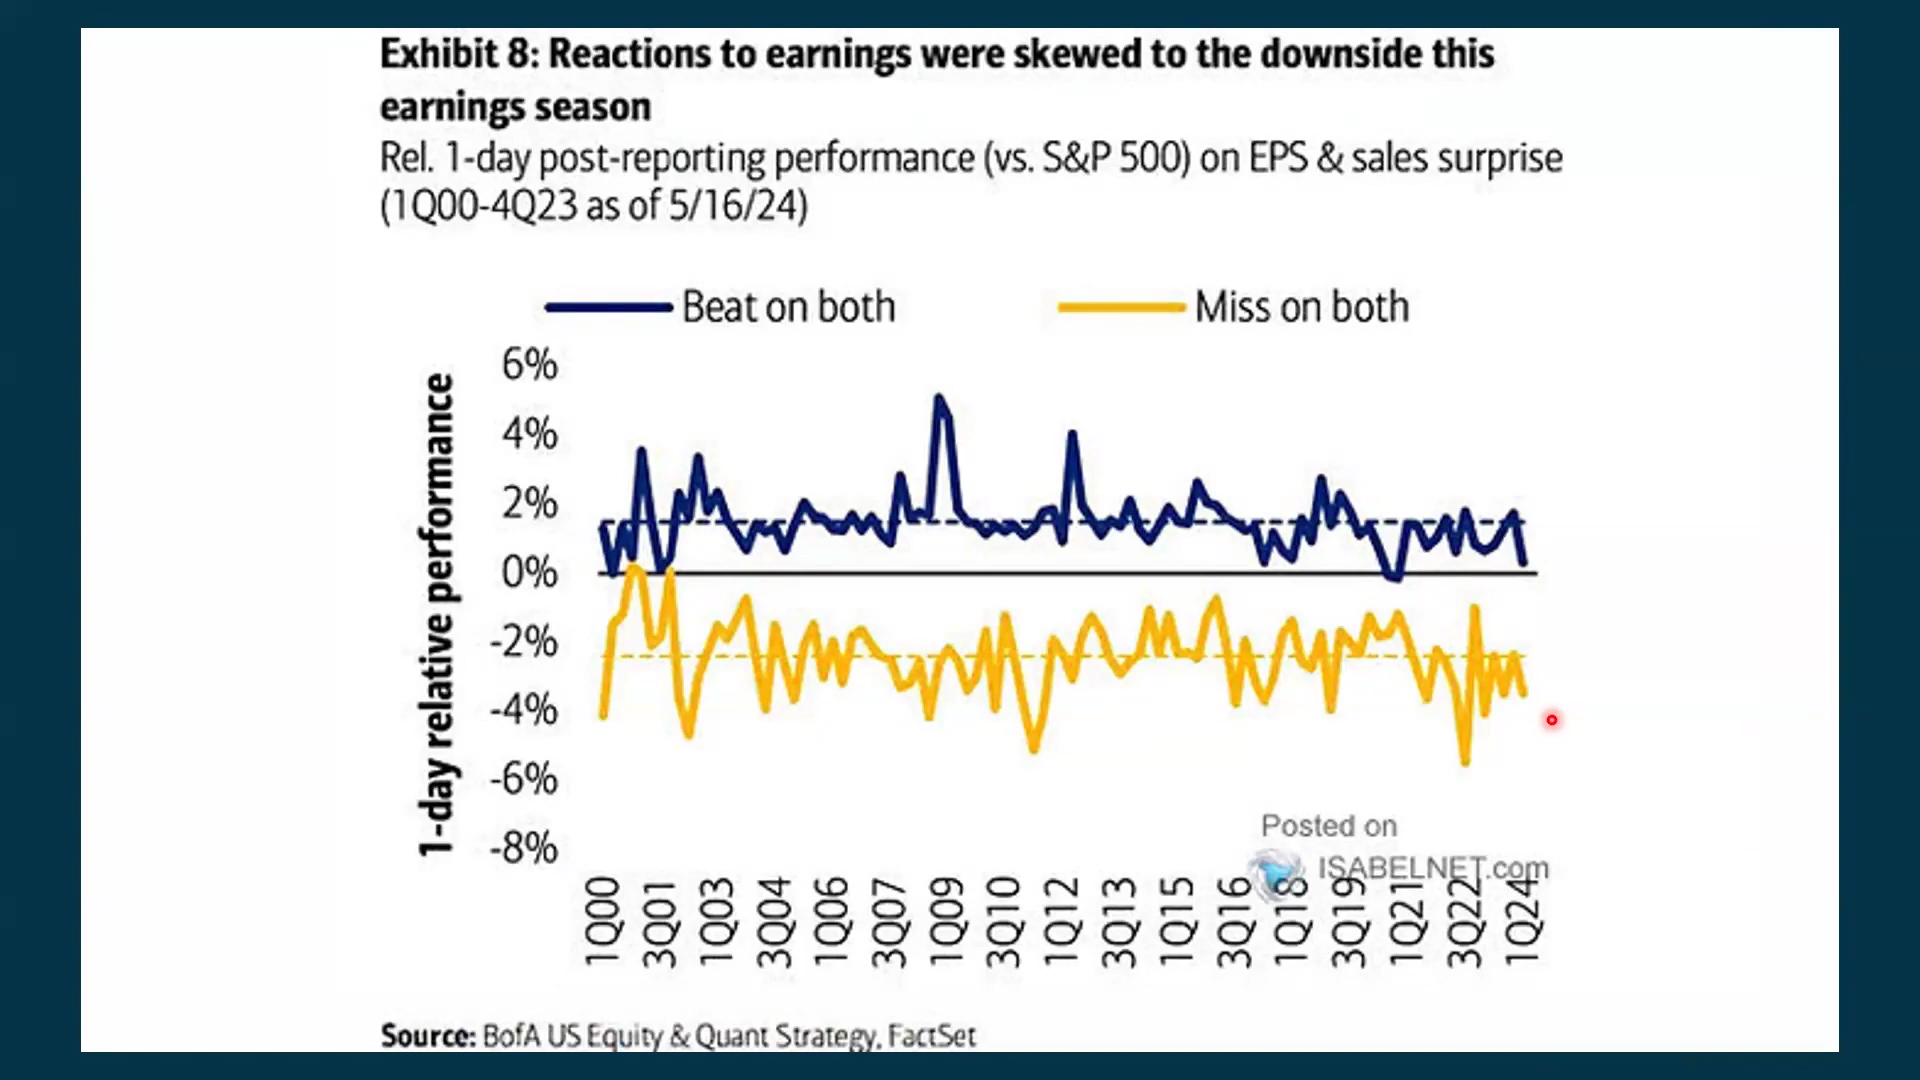 Exhibit 8: Reactions to earnings were skewed to the downside this
earnings season
Rel. 1-day post-reporting performance (vs. S&P 500) on EPS & sales surprise
(1Q00-4Q23 as of 5/16/24)
Beat on both
Miss on both
1-day relative performance
6%
4%
2%
0%
-2%
-4%
-6%
-8%
Posted on
ISABELNET.com
1Q00
3Q01
1Q03
3Q04
1Q06
3Q07
1Q09
3Q10
1Q12
3Q13
1Q15
3Q16
1Q18
3Q19
1Q21
3Q22
1Q24
Source: BofA US Equity & Quant Strategy, FactSet